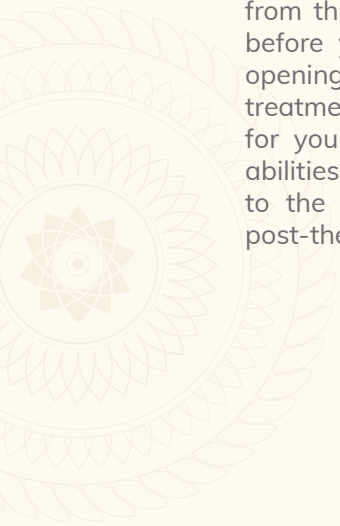 from the
before
opening
treatme
for you
abilities
to the
post-the